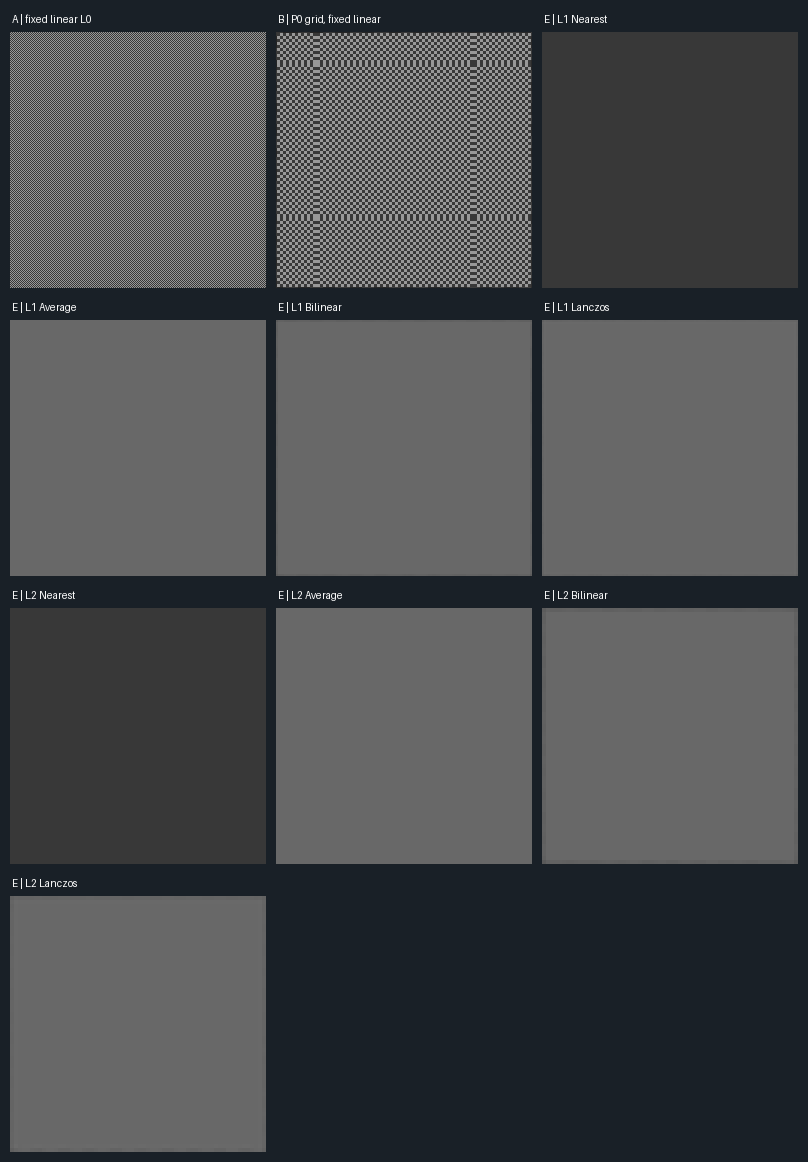 A | fixed linear L0
B | P0 grid, fixed linear
E | L1 Nearest
E | L1 Average
E | L1 Bilinear
E | L1 Lanczos
E | L2 Nearest
E | L2 Average
E | L2 Bilinear
E | L2 Lanczos